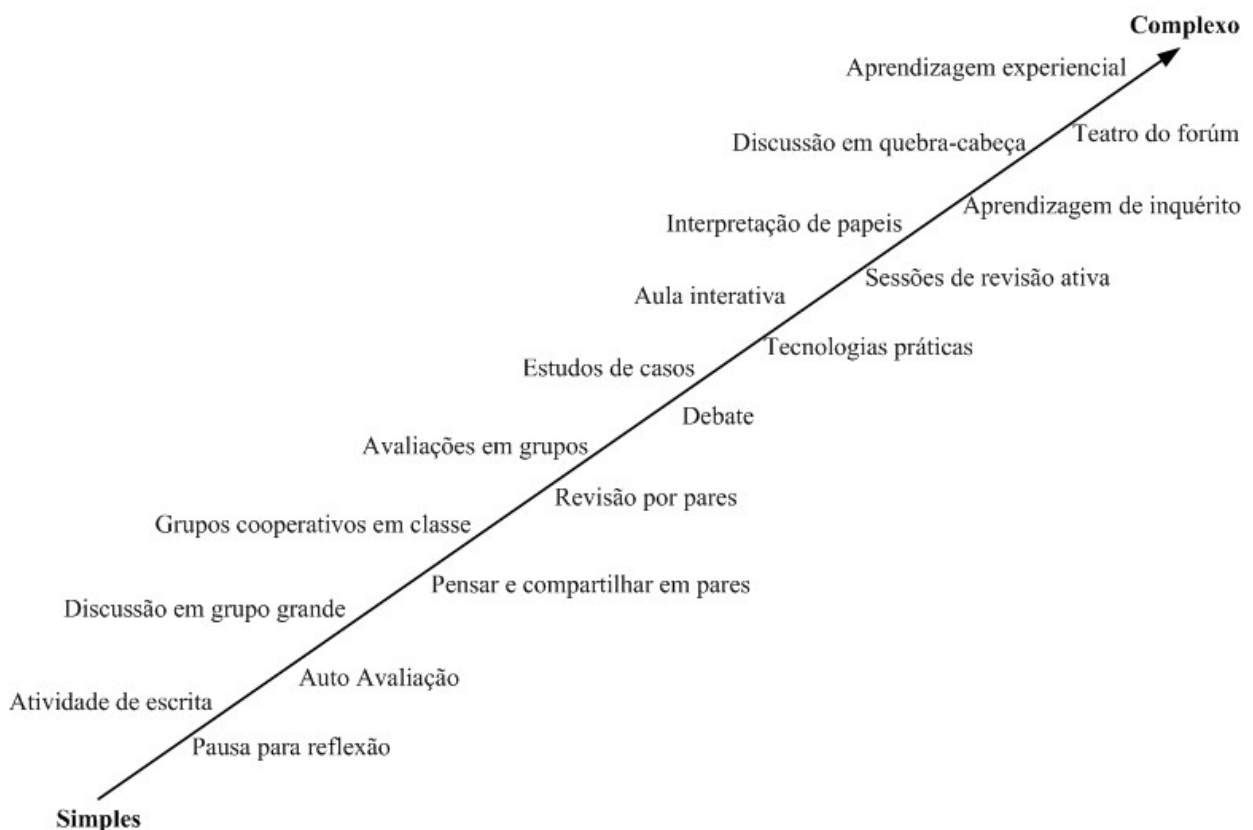 Complexo
Aprendizagem experiencial
Teatro do forúm
Discussão em quebra-cabeça
Aprendizagem de inquérito
Interpretação de papeis
Sessões de revisão ativa
Aula interativa
Tecnologias práticas
Estudos de casos
Debate
Avaliações em grupos
Revisão por pares
Grupos cooperativos em classe
Pensar e compartilhar em pares
Discussão em grupo grande
Auto Avaliação
Atividade de escrita
Pausa para reflexão
Simples